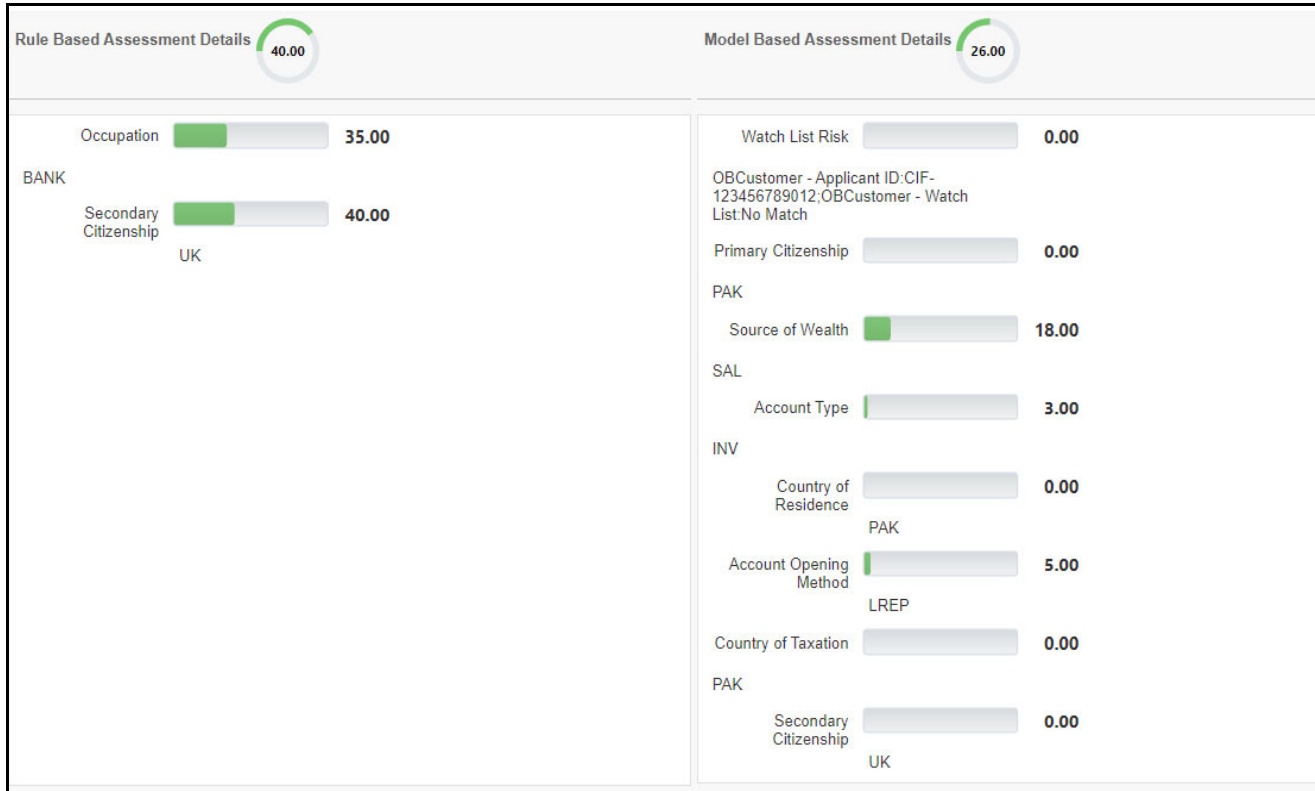 Rule Based Assessment Details 40.00
Occupation 35.00
BANK
Secondary 40.00
Citizenship
UK
Model Based Assessment Details 26.00
Watch List Risk 0.00
OBCustomer - Applicant ID:CIF-
123456789012;OBCustomer - Watch
List:No Match
Primary Citizenship 0.00
PAK
Source of Wealth 18.00
SAL
Account Type 3.00
INV
Country of 0.00
Residence
PAK
Account Opening 5.00
Method
LREP
Country of Taxation 0.00
PAK
Secondary 0.00
Citizenship
UK